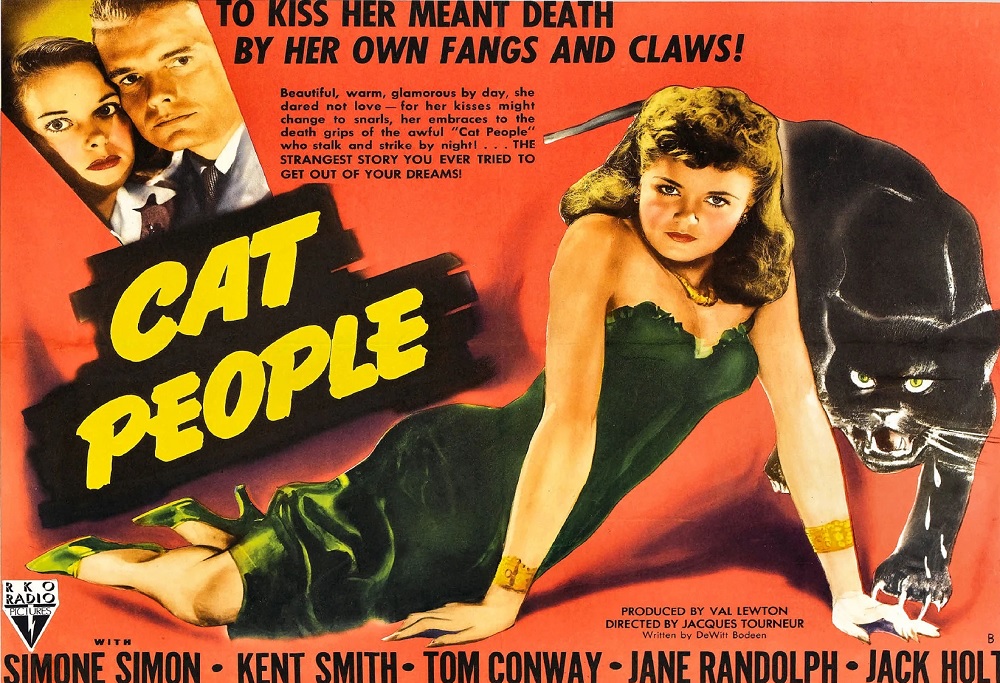 TO KISS HER MEANT DEATH
BY HER OWN FANGS AND CLAWS!
Beautiful, warm, glamorous by day, she
dared not love — for her kisses might
change to snarls, her embraces to the
death grips of the awful "Cat People"
who stalk and strike by night! . . . THE
STRANGEST STORY YOU EVER TRIED TO
GET OUT OF YOUR DREAMS!
CAT
PEOPLE
RKO
RADIO
PICTURES
PRODUCED BY VAL LEWTON
DIRECTED BY JACQUES TOURNEUR
Written by DeWitt Bodeen
B
WITH
SIMONE SIMON • KENT SMITH • TOM CONWAY • JANE RANDOLPH • JACK HOLT